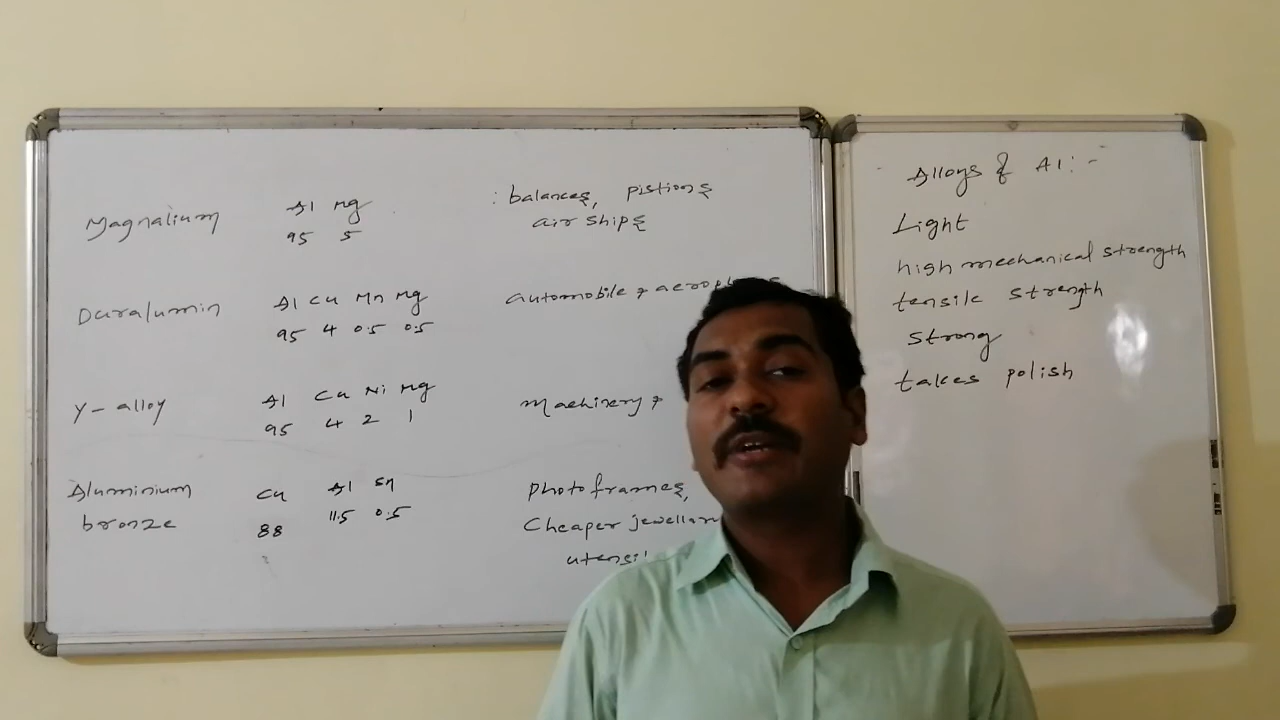 Magnalium Al Mg : balances, pistions
95 5 air ships
Duralumin Al Cu Mn Mg automobile &
95 4 0.5 0.5
Y-alloy Al Cu Ni Mg Machinery &
95 4 2 1
Aluminium Cu Al Sn Photoframes,
bronze 88 11.5 0.5 Cheaper
Alloys of Al:-
Light
high mechanical strength
tensile strength
strong
takes polish